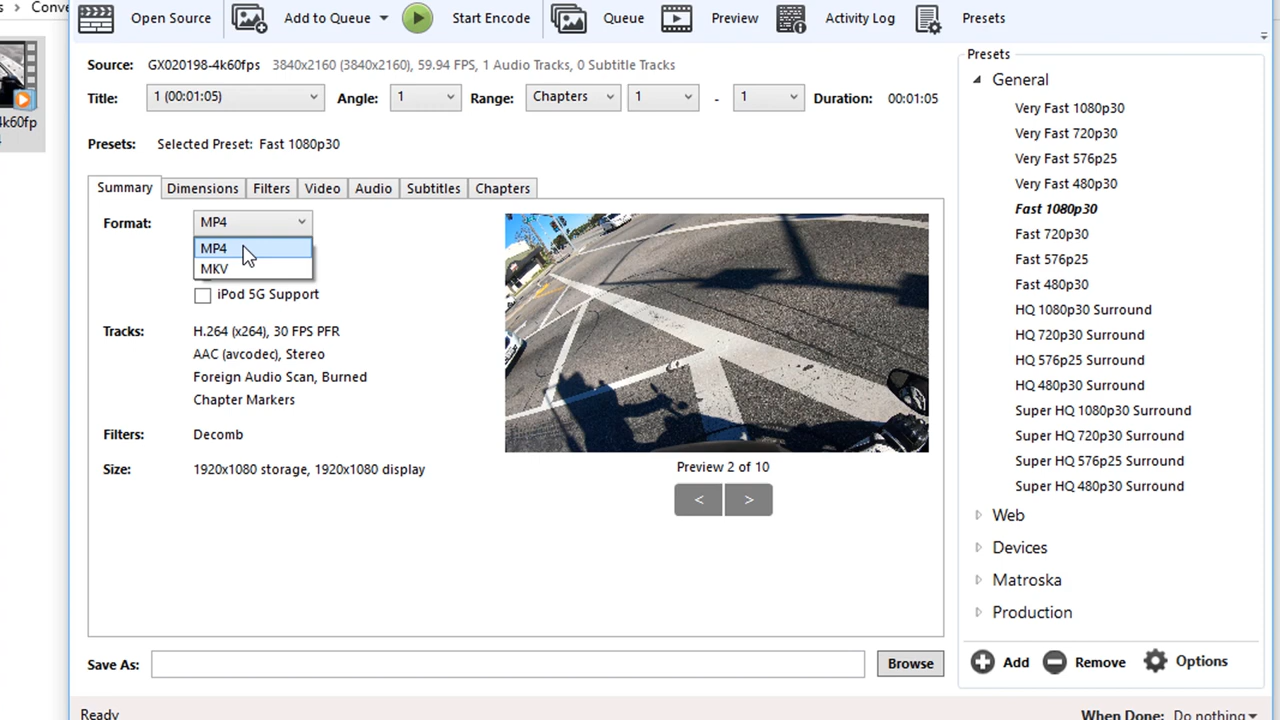 s > Conve
Open Source Add to Queue Start Encode Queue Preview Activity Log Presets
Source: GX020198-4k60fps 3840x2160 (3840x2160), 59.94 FPS, 1 Audio Tracks, 0 Subtitle Tracks
Title: 1 (00:01:05) Angle: 1 Range: Chapters 1 - 1 Duration: 00:01:05
4k60fp
4
Presets: Selected Preset: Fast 1080p30
Summary Dimensions Filters Video Audio Subtitles Chapters
Format: MP4
MP4
MKV
iPod 5G Support
Tracks: H.264 (x264), 30 FPS PFR
AAC (avcodec), Stereo
Foreign Audio Scan, Burned
Chapter Markers
Filters: Decomb
Size: 1920x1080 storage, 1920x1080 display
Preview 2 of 10
< >
Save As: Browse
Presets
General
Very Fast 1080p30
Very Fast 720p30
Very Fast 576p25
Very Fast 480p30
Fast 1080p30
Fast 720p30
Fast 576p25
Fast 480p30
HQ 1080p30 Surround
HQ 720p30 Surround
HQ 576p25 Surround
HQ 480p30 Surround
Super HQ 1080p30 Surround
Super HQ 720p30 Surround
Super HQ 576p25 Surround
Super HQ 480p30 Surround
Web
Devices
Matroska
Production
Add Remove Options
Ready When Done: Do nothing